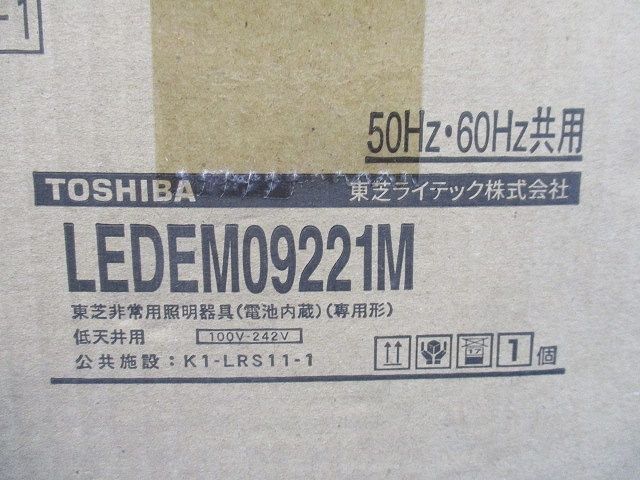 -1
50Hz・60Hz共用
TOSHIBA 東芝ライテック株式会社
LEDEM09221M
東芝非常用照明器具(電池内蔵)(専用形)
低天井用 100V-242V
公共施設：K1-LRS11-1
17
1個